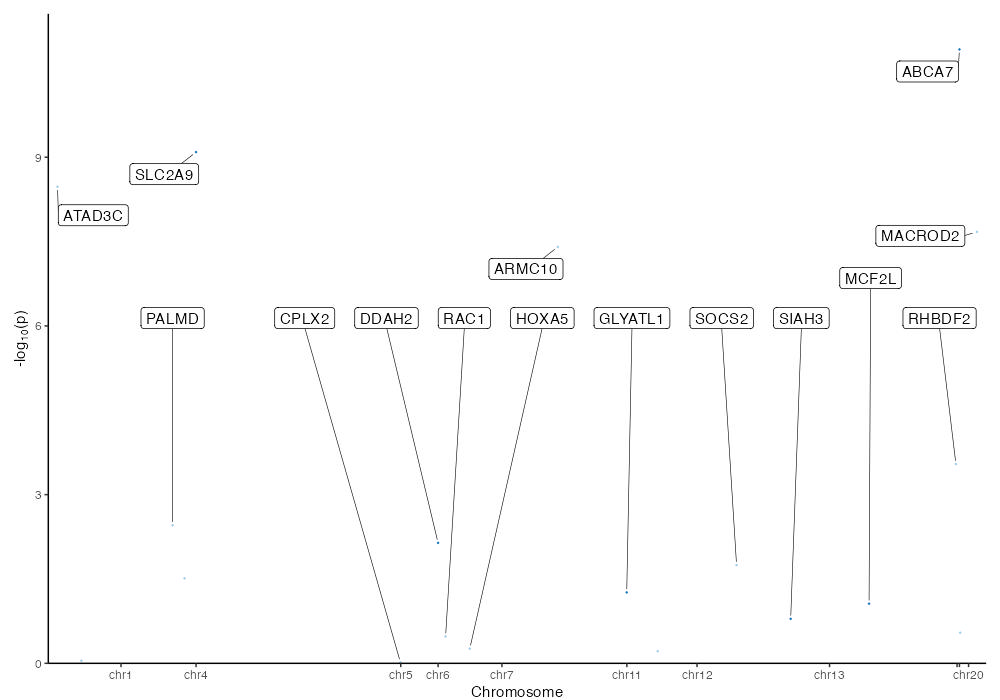 ABCA7
9
SLC2A9
ATAD3C
MACROD2
ARMC10
MCF2L
6
PALMD
CPLX2
DDAH2
RAC1
HOXA5
GLYATL1
SOCS2
SIAH3
RHBDF2
-log10(p)
3
0
chr1
chr4
chr5
chr6
chr7
chr11
chr12
chr13
chr20
Chromosome